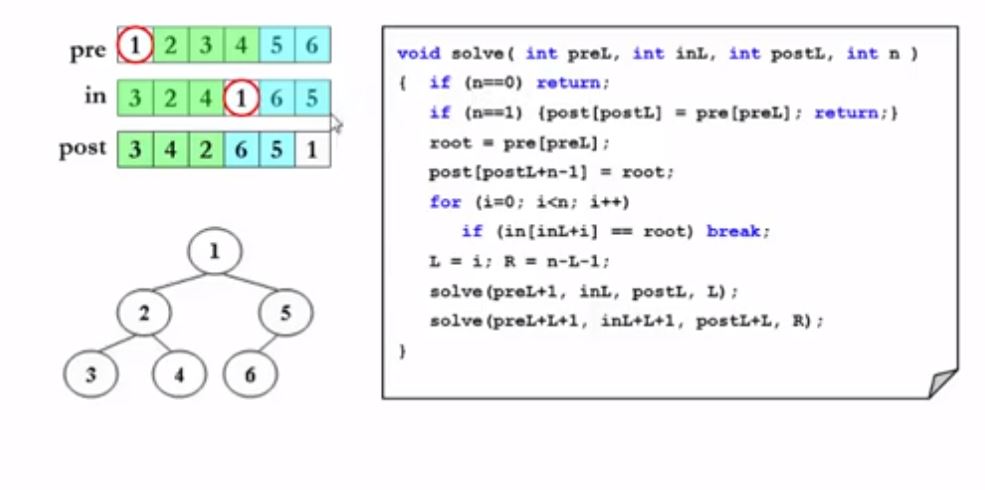 pre 1 2 3 4 5 6
in 3 2 4 1 6 5
post 3 4 2 6 5 1
1
2 5
3 4 6
void solve( int preL, int inL, int postL, int n )
{ if (n==0) return;
if (n==1) {post[postL] = pre[preL]; return;}
root = pre[preL];
post[postL+n-1] = root;
for (i=0; i<n; i++)
if (in[inL+i] == root) break;
L = i; R = n-L-1;
solve(preL+1, inL, postL, L);
solve(preL+L+1, inL+L+1, postL+L, R);
}